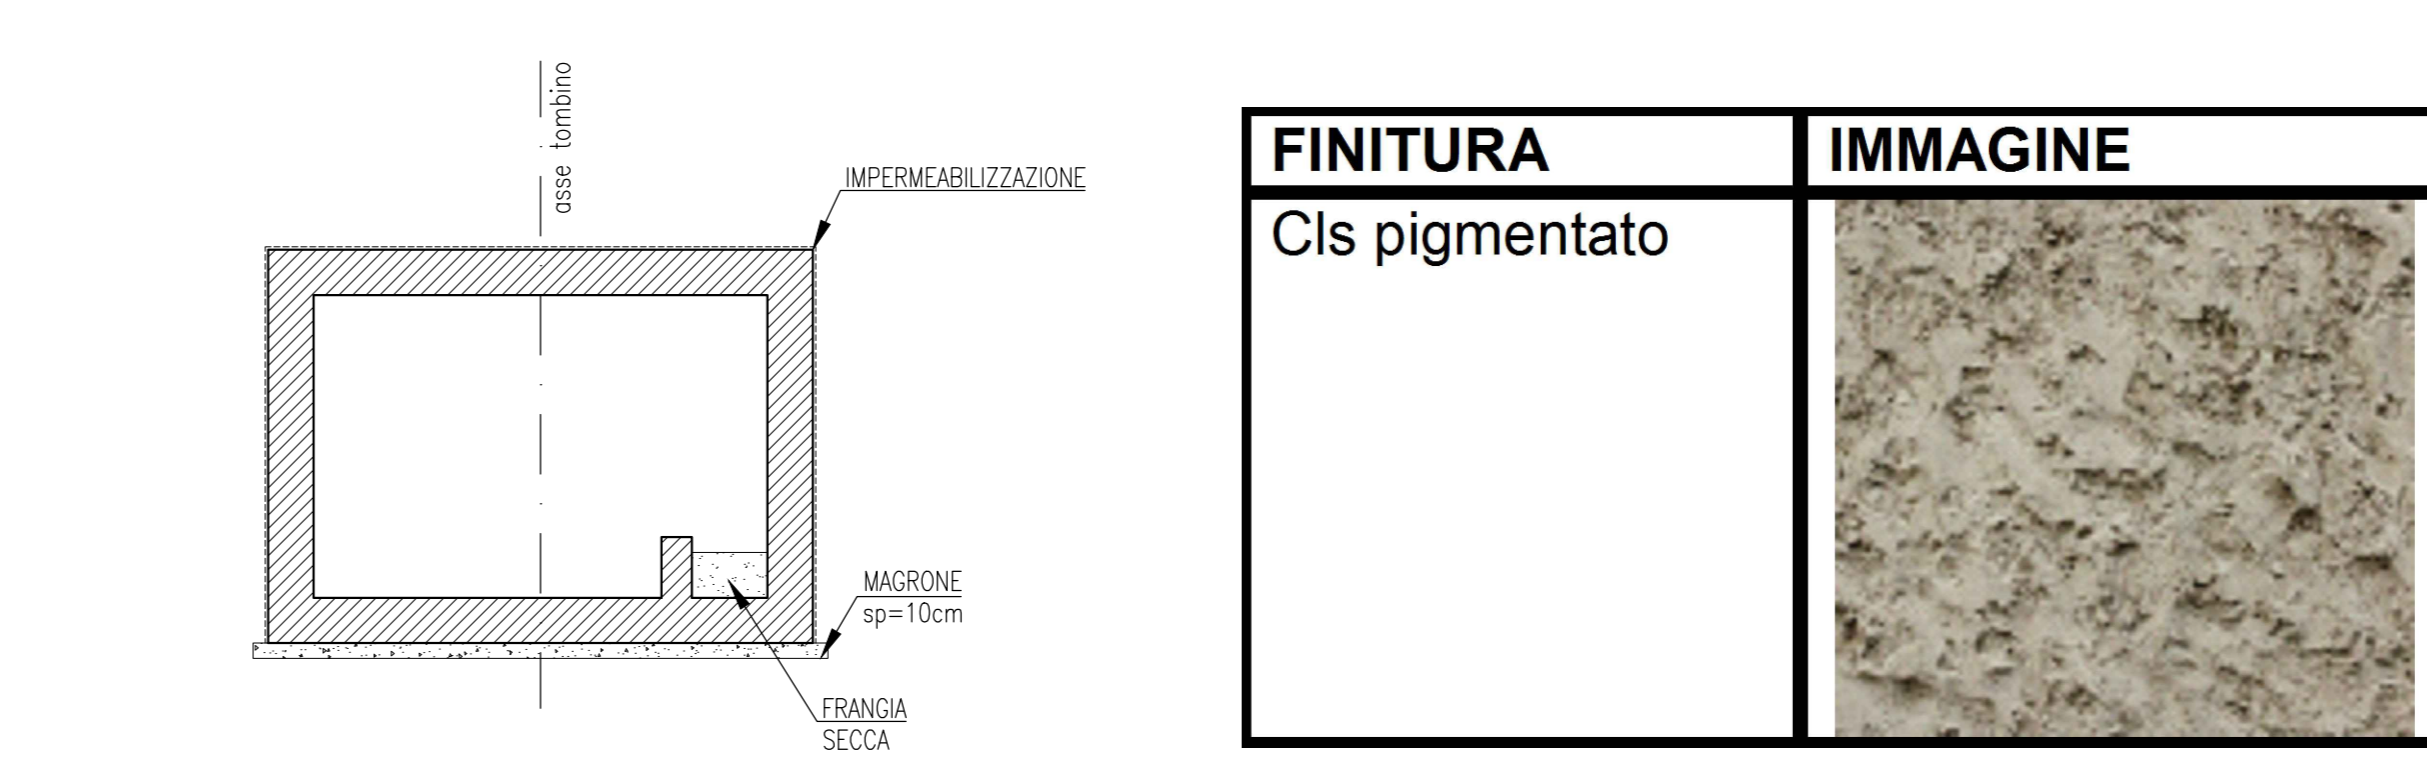 asse tombino
IMPERMEABILIZZAZIONE
MAGRONE
sp=10cm
FRANGIA
SECCA
FINITURA
IMMAGINE
Cls pigmentato